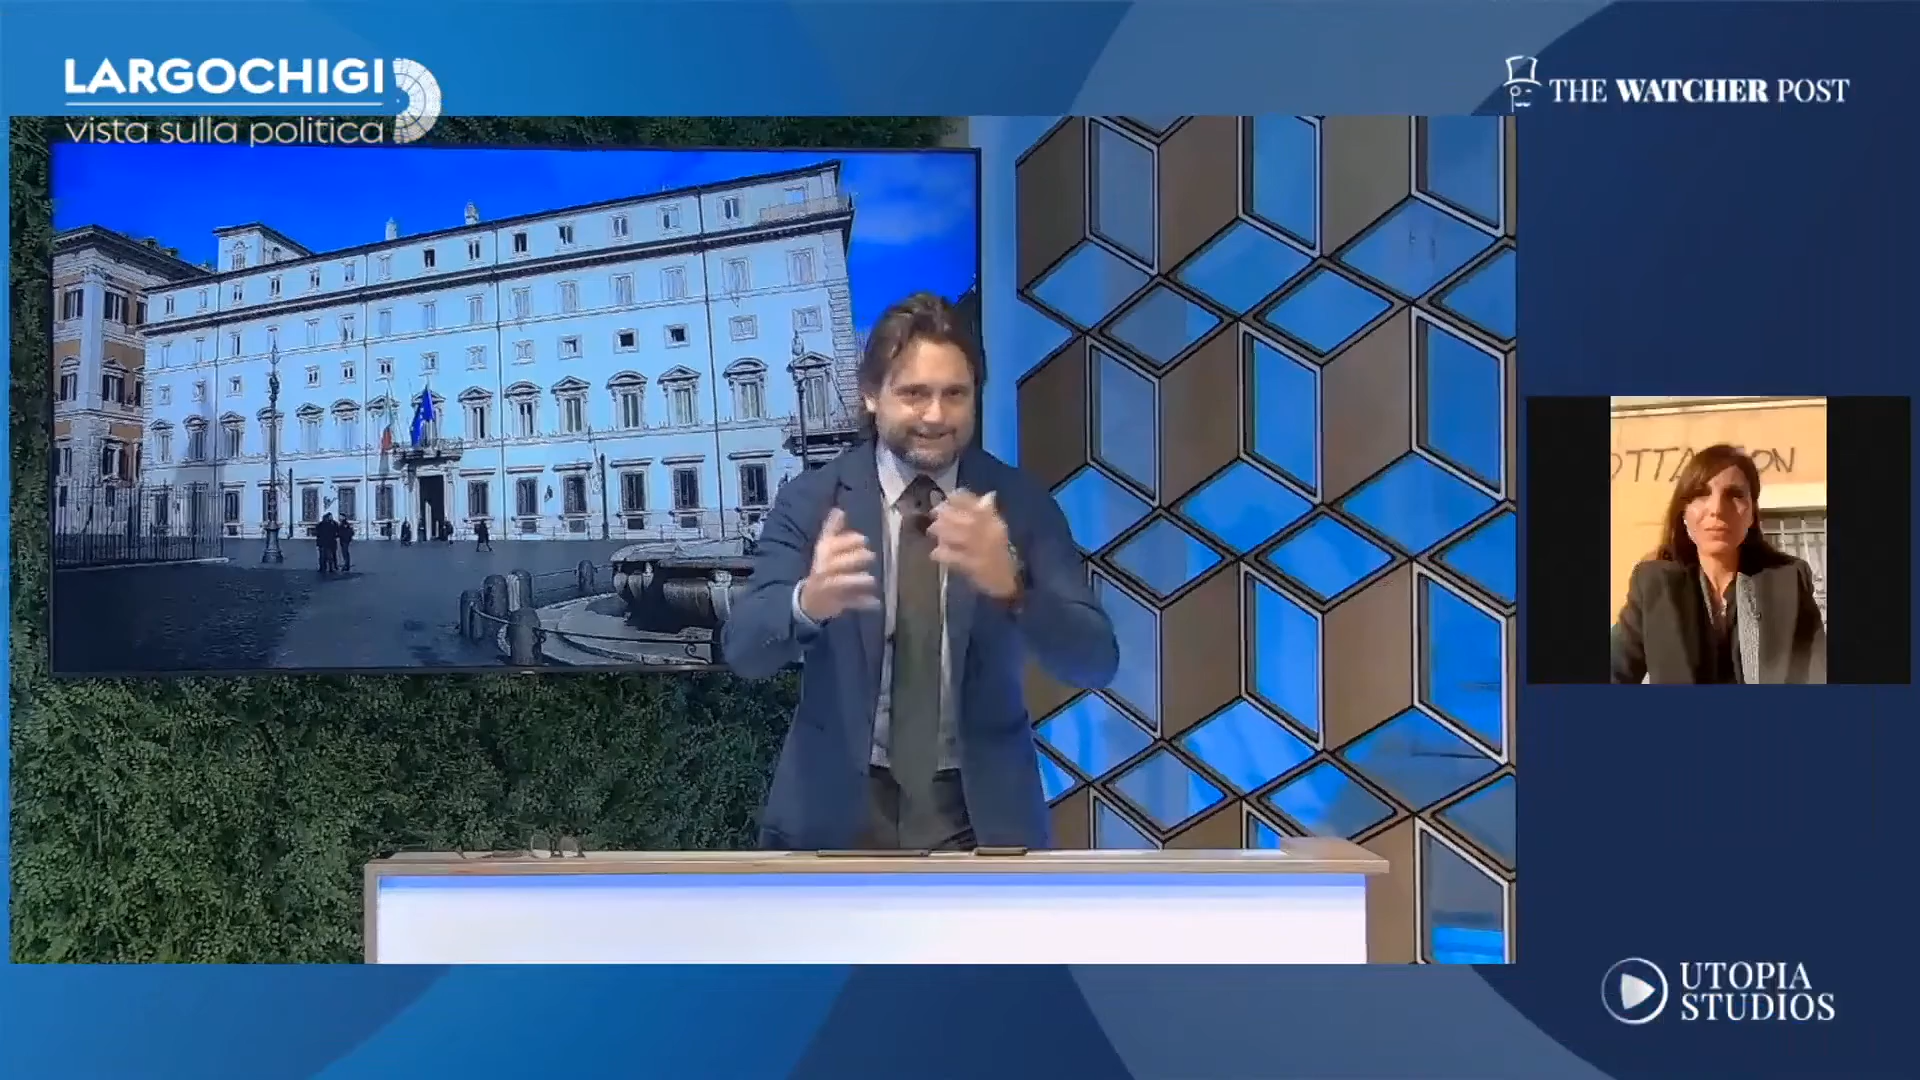 LARGOCHIGI
vista sulla politica
THE WATCHER POST
UTOPIA
STUDIOS